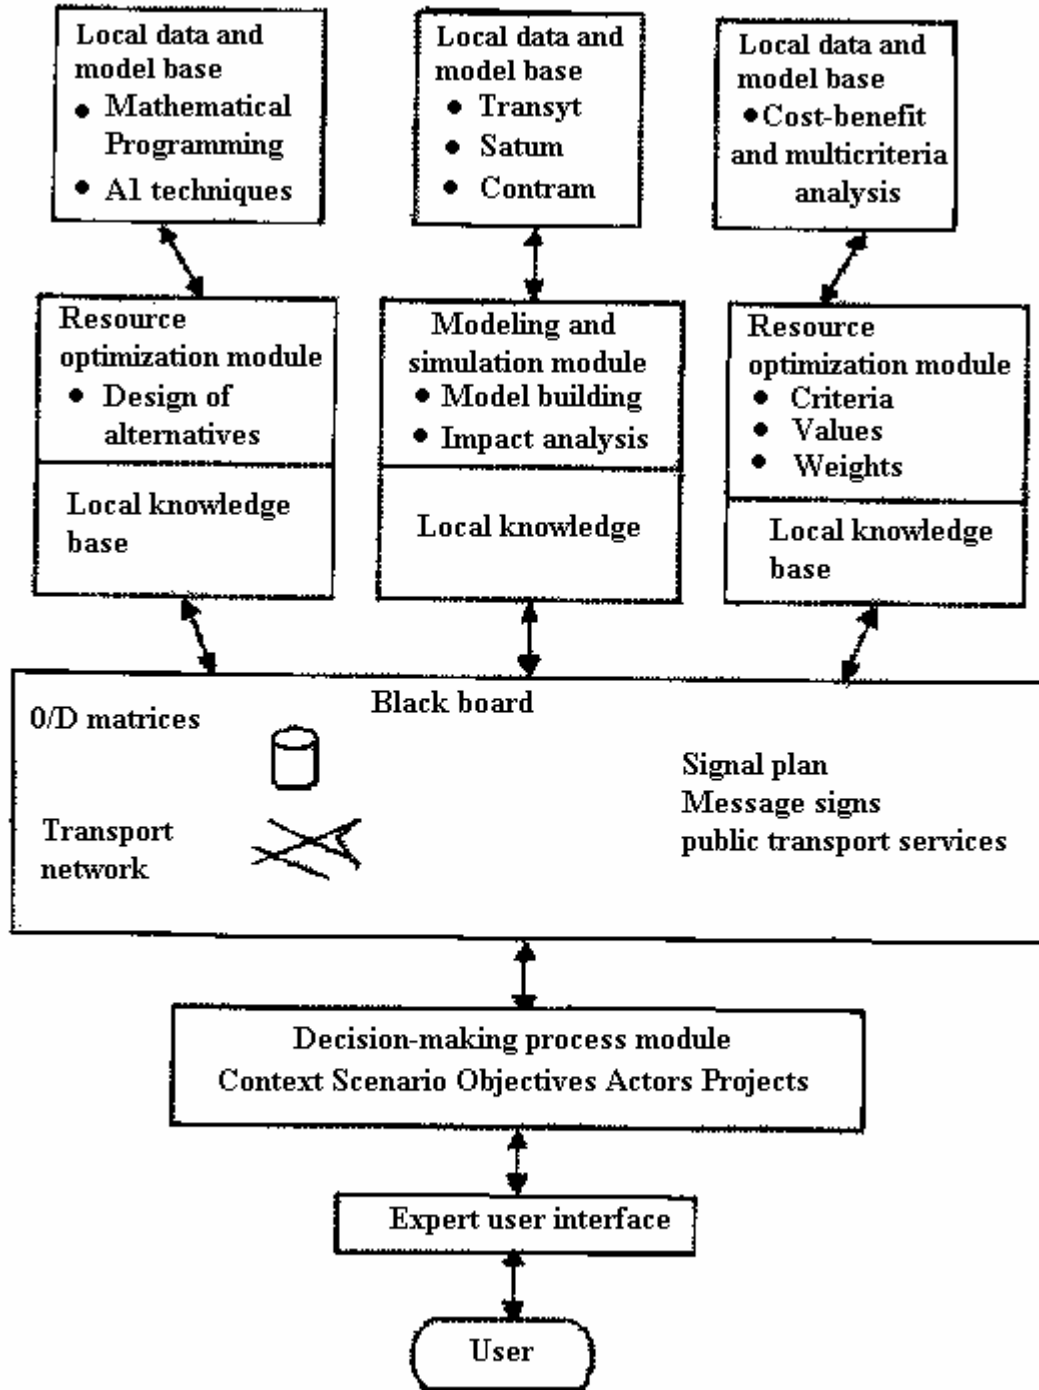 Local data and
model base
● Mathematical
Programming
● A1 techniques
Local data and
model base
● Transyt
● Satum
● Contram
Local data and
model base
● Cost-benefit
and multicriteria
analysis
Resource
optimization module
● Design of
alternatives
Local knowledge
base
Modeling and
simulation module
● Model building
● Impact analysis
Local knowledge
Resource
optimization module
● Criteria
● Values
● Weights
Local knowledge
base
Black board
0/D matrices
Transport
network
Signal plan
Message signs
public transport services
Decision-making process module
Context Scenario Objectives Actors Projects
Expert user interface
User